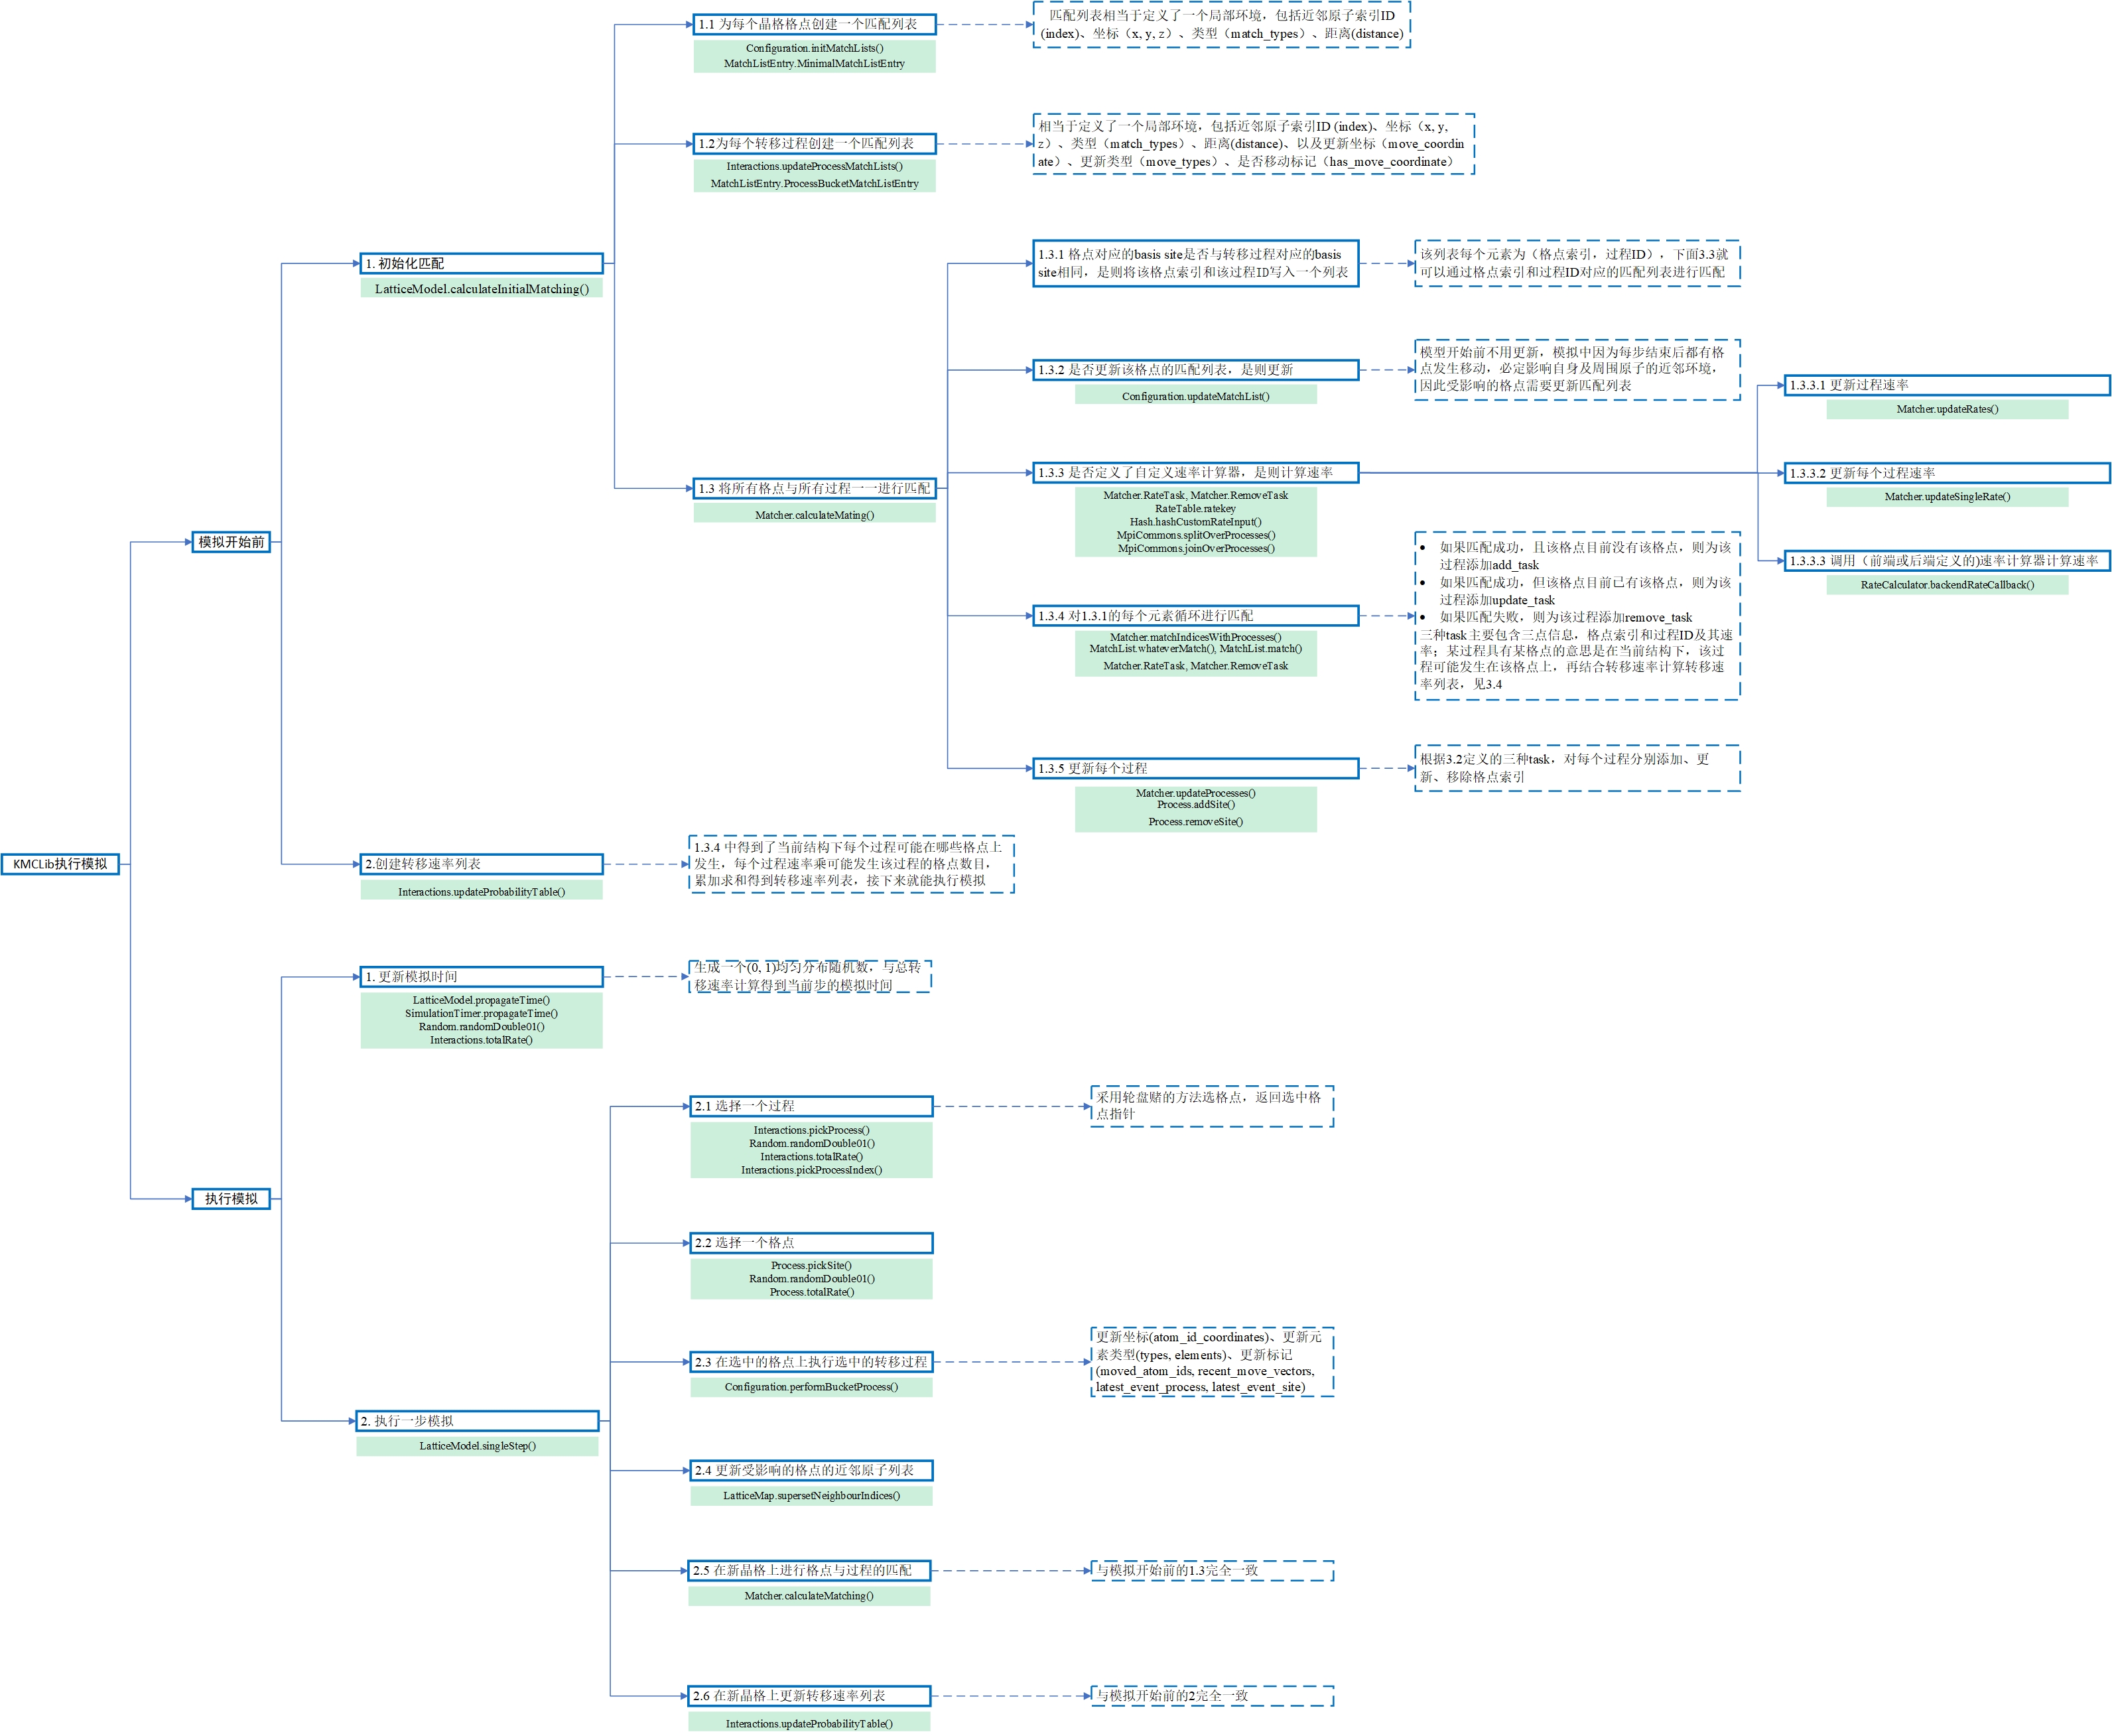 KMCLib执行模拟
模拟开始前
1. 初始化匹配
LatticeModel.calculateInitialMatching()
1.1 为每个晶格格点创建一个匹配列表
Configuration.initMatchLists()
MatchListEntry.MinimalMatchListEntry
匹配列表相当于定义了一个局部环境，包括近邻原子索引ID
(index)、坐标（x, y, z）、类型（match_types）、距离(distance)
1.2为每个转移过程创建一个匹配列表
Interactions.updateProcessMatchLists()
MatchListEntry.ProcessBucketMatchListEntry
相当于定义了一个局部环境，包括近邻原子索引ID (index)、坐标（x, y,
z）、类型（match_types）、距离(distance)、以及更新坐标（move_coordin
ate）、更新类型（move_types）、是否移动标记（has_move_coordinate）
1.3 将所有格点与所有过程一一进行匹配
Matcher.calculateMating()
1.3.1 格点对应的basis site是否与转移过程对应的basis
site相同，是则将该格点索引和该过程ID写入一个列表
该列表每个元素为（格点索引，过程ID），下面3.3就
可以通过格点索引和过程ID对应的匹配列表进行匹配
1.3.2 是否更新该格点的匹配列表，是则更新
Configuration.updateMatchList()
模型开始前不用更新，模拟中因为每步结束后都有格
点发生移动，必定影响自身及周围原子的近邻环境，
因此受影响的格点需要更新匹配列表
1.3.3 是否定义了自定义速率计算器，是则计算速率
Matcher.RateTask, Matcher.RemoveTask
RateTable.ratekey
Hash.hashCustomRateInput()
MpiCommons.splitOverProcesses()
MpiCommons.joinOverProcesses()
1.3.3.1 更新过程速率
Matcher.updateRates()
1.3.3.2 更新每个过程速率
Matcher.updateSingleRate()
1.3.3.3 调用（前端或后端定义的)速率计算器计算速率
RateCalculator.backendRateCallback()
1.3.4 对1.3.1的每个元素循环进行匹配
Matcher.matchIndicesWithProcesses()
MatchList.whateverMatch(), MatchList.match()
Matcher.RateTask, Matcher.RemoveTask
• 如果匹配成功，且该格点目前没有该格点，则为该
过程添加add_task
• 如果匹配成功，但该格点目前已有该格点，则为该
过程添加update_task
• 如果匹配失败，则为该过程添加remove_task
三种task主要包含三点信息，格点索引和过程ID及其速
率；某过程具有某格点的意思是在当前结构下，该过
程可能发生在该格点上，再结合转移速率计算转移速
率列表，见3.4
1.3.5 更新每个过程
Matcher.updateProcesses()
Process.addSite()
Process.removeSite()
根据3.2定义的三种task，对每个过程分别添加、更
新、移除格点索引
2.创建转移速率列表
Interactions.updateProbabilityTable()
1.3.4 中得到了当前结构下每个过程可能在哪些格点上
发生，每个过程速率乘可能发生该过程的格点数目，
累加求和得到转移速率列表，接下来就能执行模拟
执行模拟
1. 更新模拟时间
LatticeModel.propagateTime()
SimulationTimer.propagateTime()
Random.randomDouble01()
Interactions.totalRate()
生成一个(0, 1)均匀分布随机数，与总转
移速率计算得到当前步的模拟时间
2. 执行一步模拟
LatticeModel.singleStep()
2.1 选择一个过程
Interactions.pickProcess()
Random.randomDouble01()
Interactions.totalRate()
Interactions.pickProcessIndex()
采用轮盘赌的方法选格点，返回选中格
点指针
2.2 选择一个格点
Process.pickSite()
Random.randomDouble01()
Process.totalRate()
2.3 在选中的格点上执行选中的转移过程
Configuration.performBucketProcess()
更新坐标(atom_id_coordinates)、更新元
素类型(types, elements)、更新标记
(moved_atom_ids, recent_move_vectors,
latest_event_process, latest_event_site)
2.4 更新受影响的格点的近邻原子列表
LatticeMap.supersetNeighbourIndices()
2.5 在新晶格上进行格点与过程的匹配
Matcher.calculateMatching()
与模拟开始前的1.3完全一致
2.6 在新晶格上更新转移速率列表
Interactions.updateProbabilityTable()
与模拟开始前的2完全一致